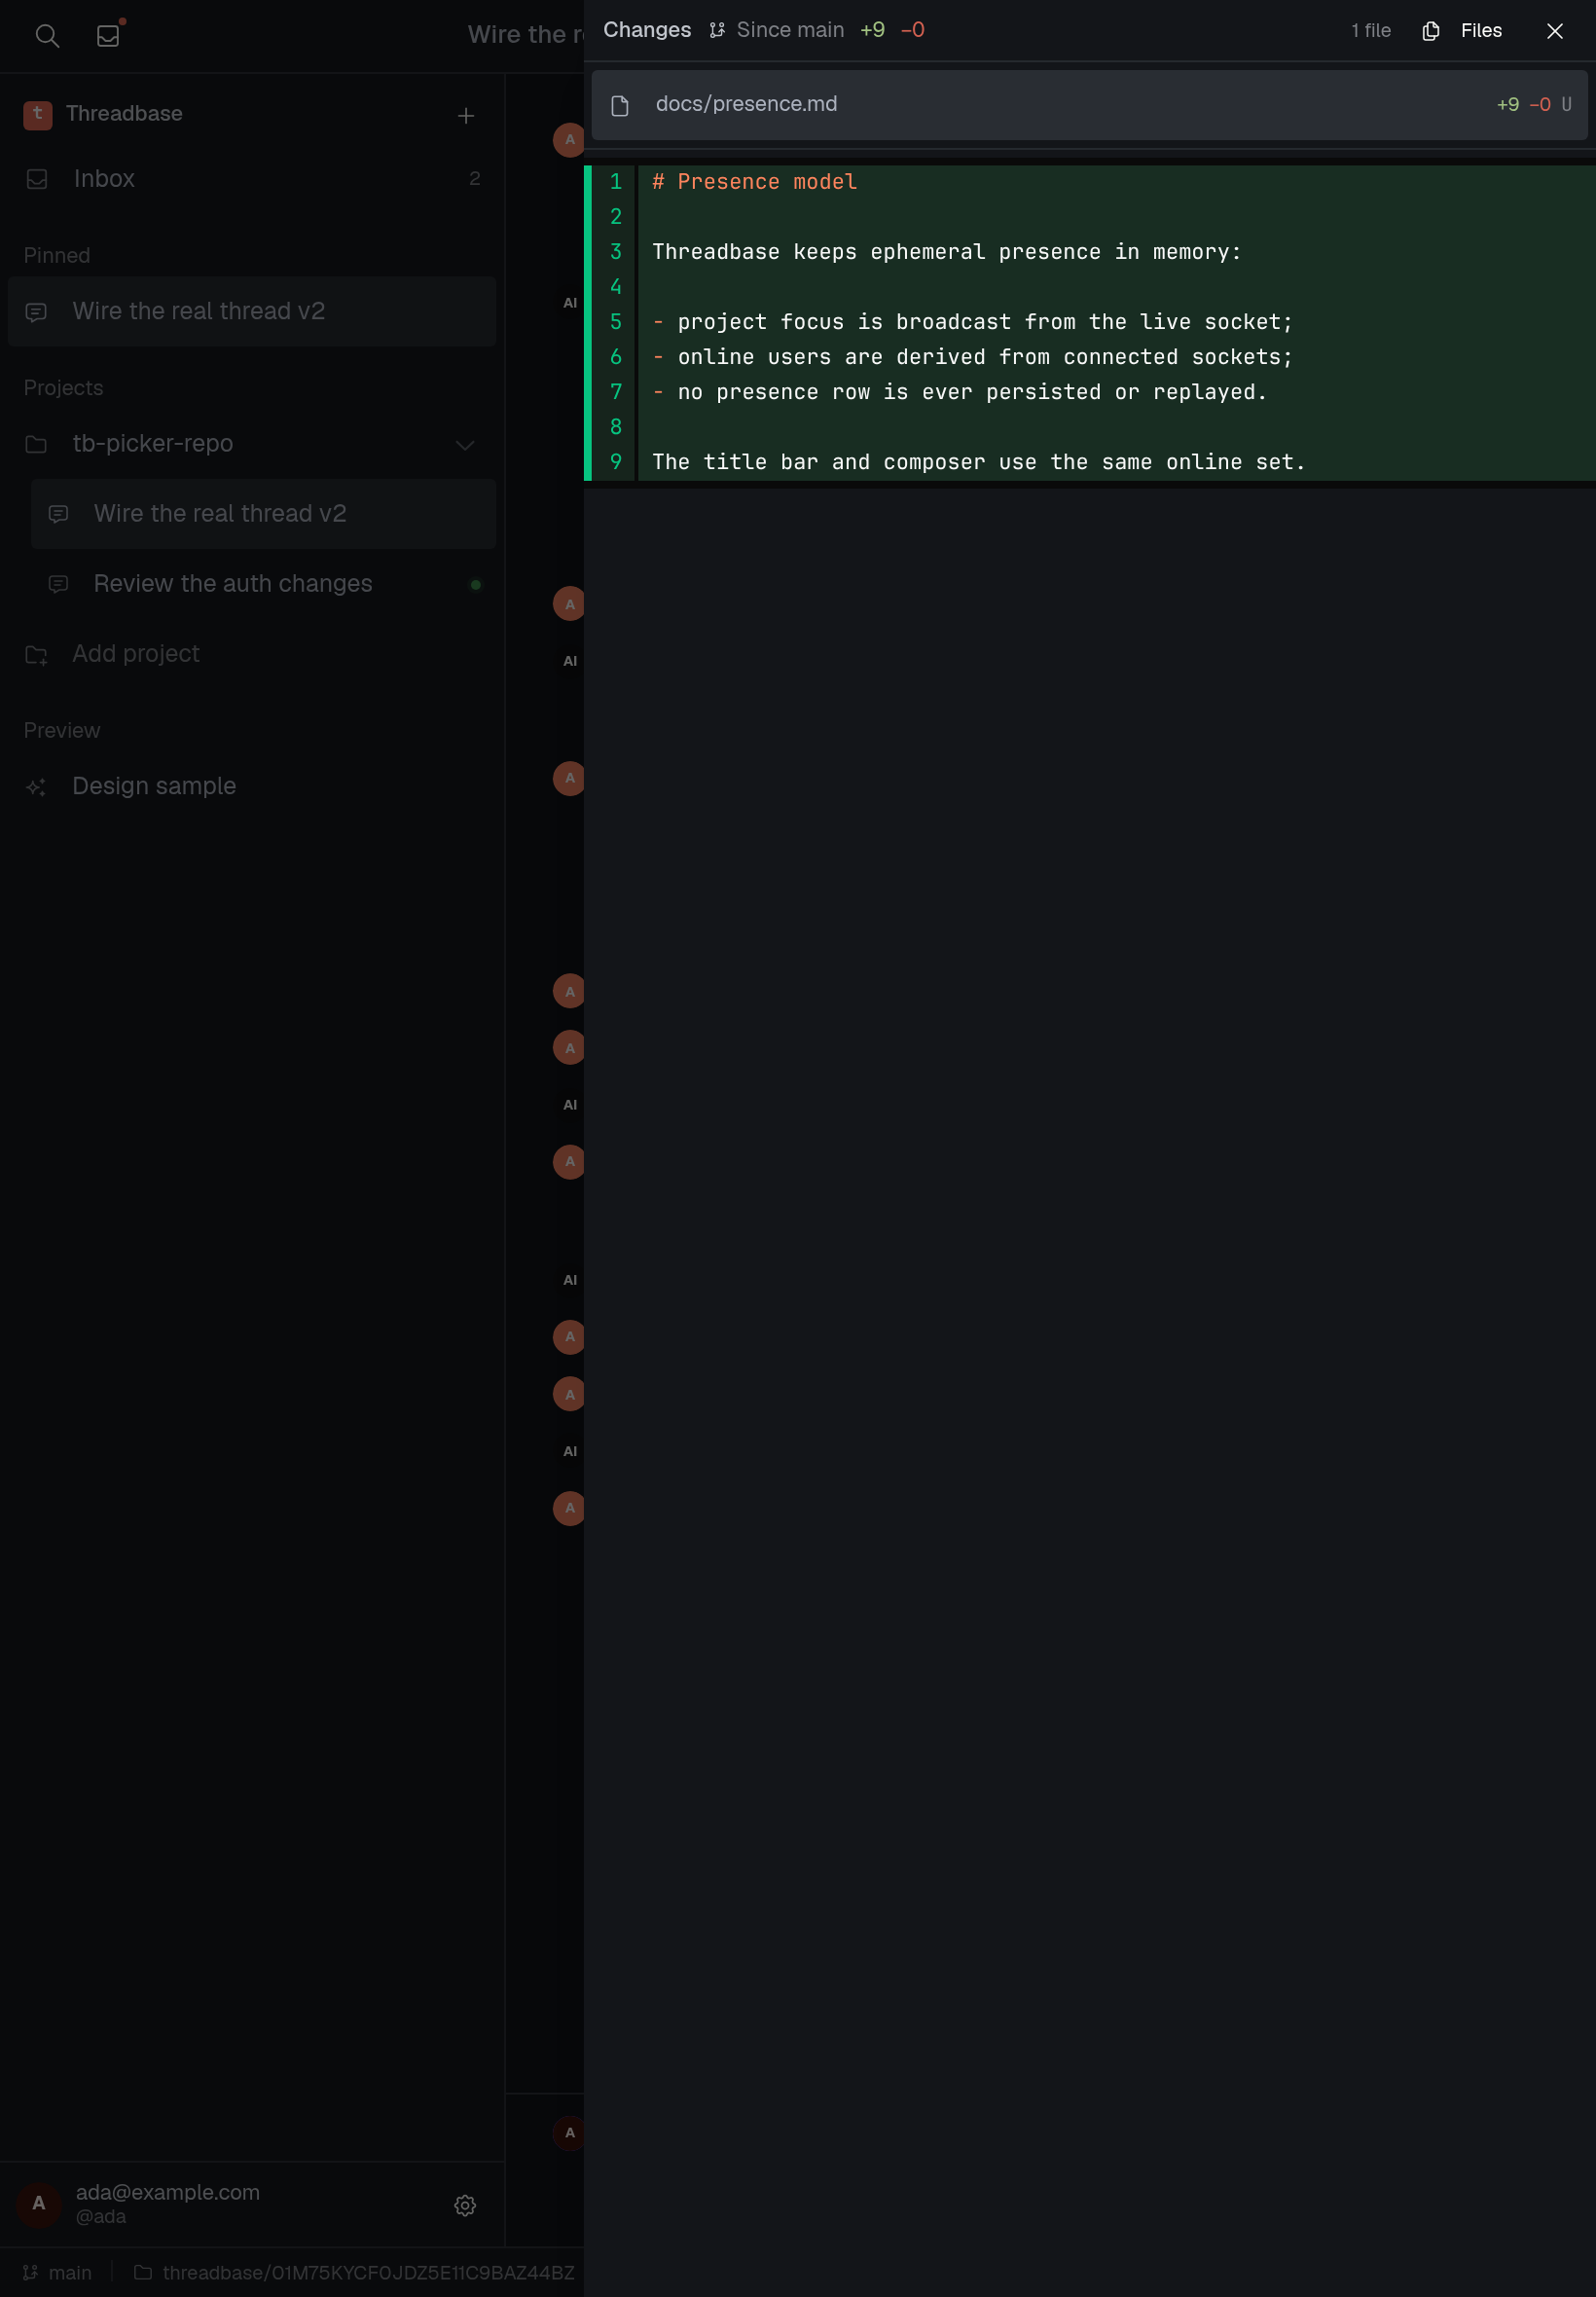 Wire the r
t Threadbase
Inbox 2
Pinned
Wire the real thread v2
Projects
tb-picker-repo
Wire the real thread v2
Review the auth changes
Add project
Preview
Design sample
A
ada@example.com
@ada
main threadbase/01M75KYCF0JDZ5E11C9BAZ44BZ
A
AI
A
AI
A
A
A
AI
A
AI
A
A
AI
A
A
Changes Since main +9 −0 1 file Files
docs/presence.md +9 −0 U
1 # Presence model
2
3 Threadbase keeps ephemeral presence in memory:
4
5 - project focus is broadcast from the live socket;
6 - online users are derived from connected sockets;
7 - no presence row is ever persisted or replayed.
8
9 The title bar and composer use the same online set.